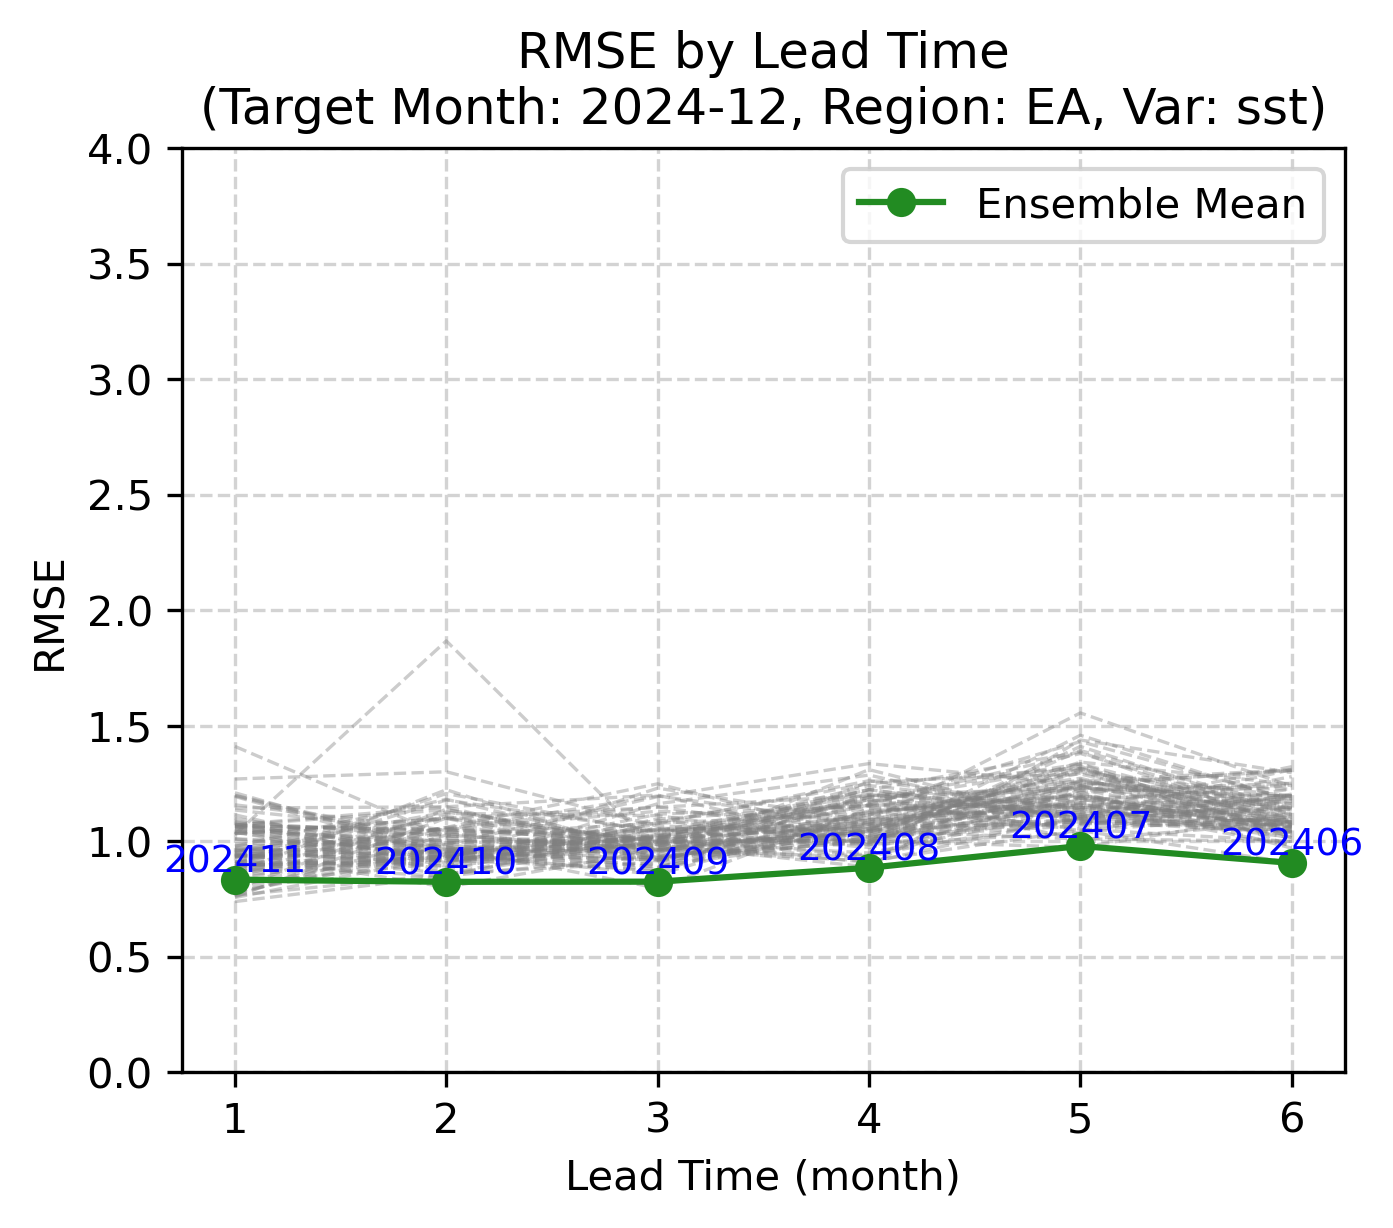 RMSE by Lead Time
(Target Month: 2024-12, Region: EA, Var: sst)
Ensemble Mean
RMSE
4.0
3.5
3.0
2.5
2.0
1.5
1.0
0.5
0.0
202411
202410
202409
202408
202407
202406
1 2 3 4 5 6
Lead Time (month)